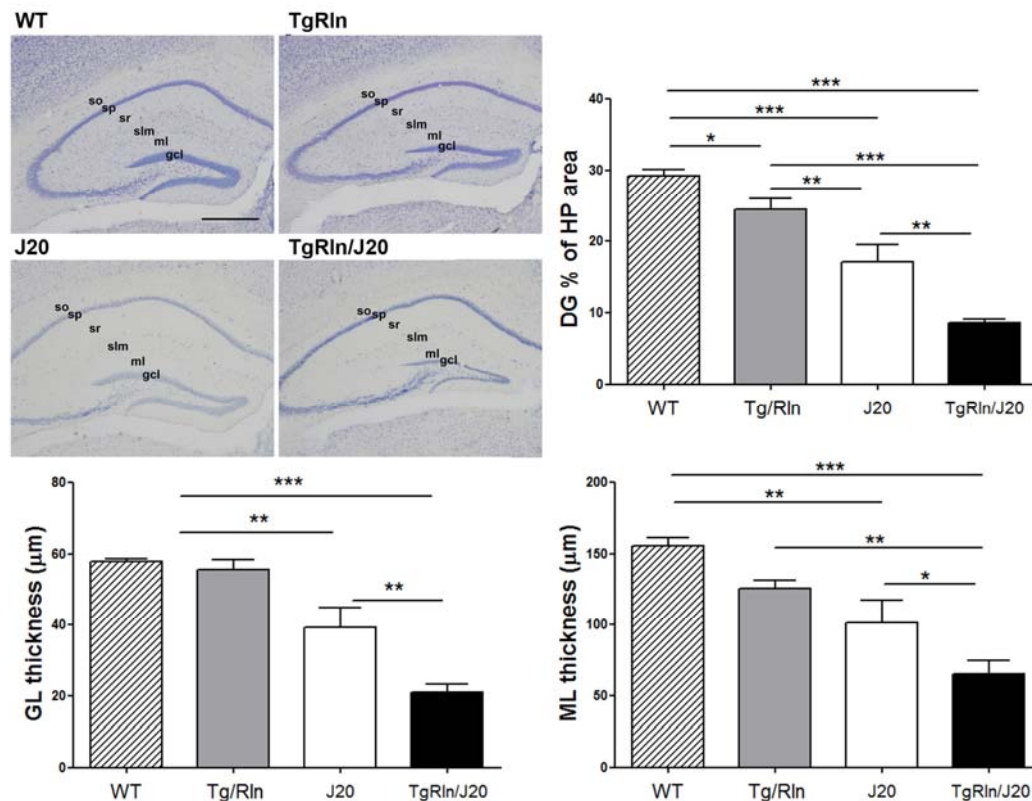 WT
TgRln
so
sp
sr
slm
ml
gcl
so
sp
sr
slm
ml
gcl
J20
TgRln/J20
so
sp
sr
slm
ml
gcl
so
sp
sr
slm
ml
gcl
DG % of HP area
40
30
20
10
0
***
***
*
***
**
**
WT
Tg/Rln
J20
TgRln/J20
GL thickness (μm)
80
60
40
20
0
***
**
**
WT
Tg/Rln
J20
TgRln/J20
ML thickness (μm)
200
150
100
50
0
***
**
**
*
WT
Tg/Rln
J20
TgRln/J20